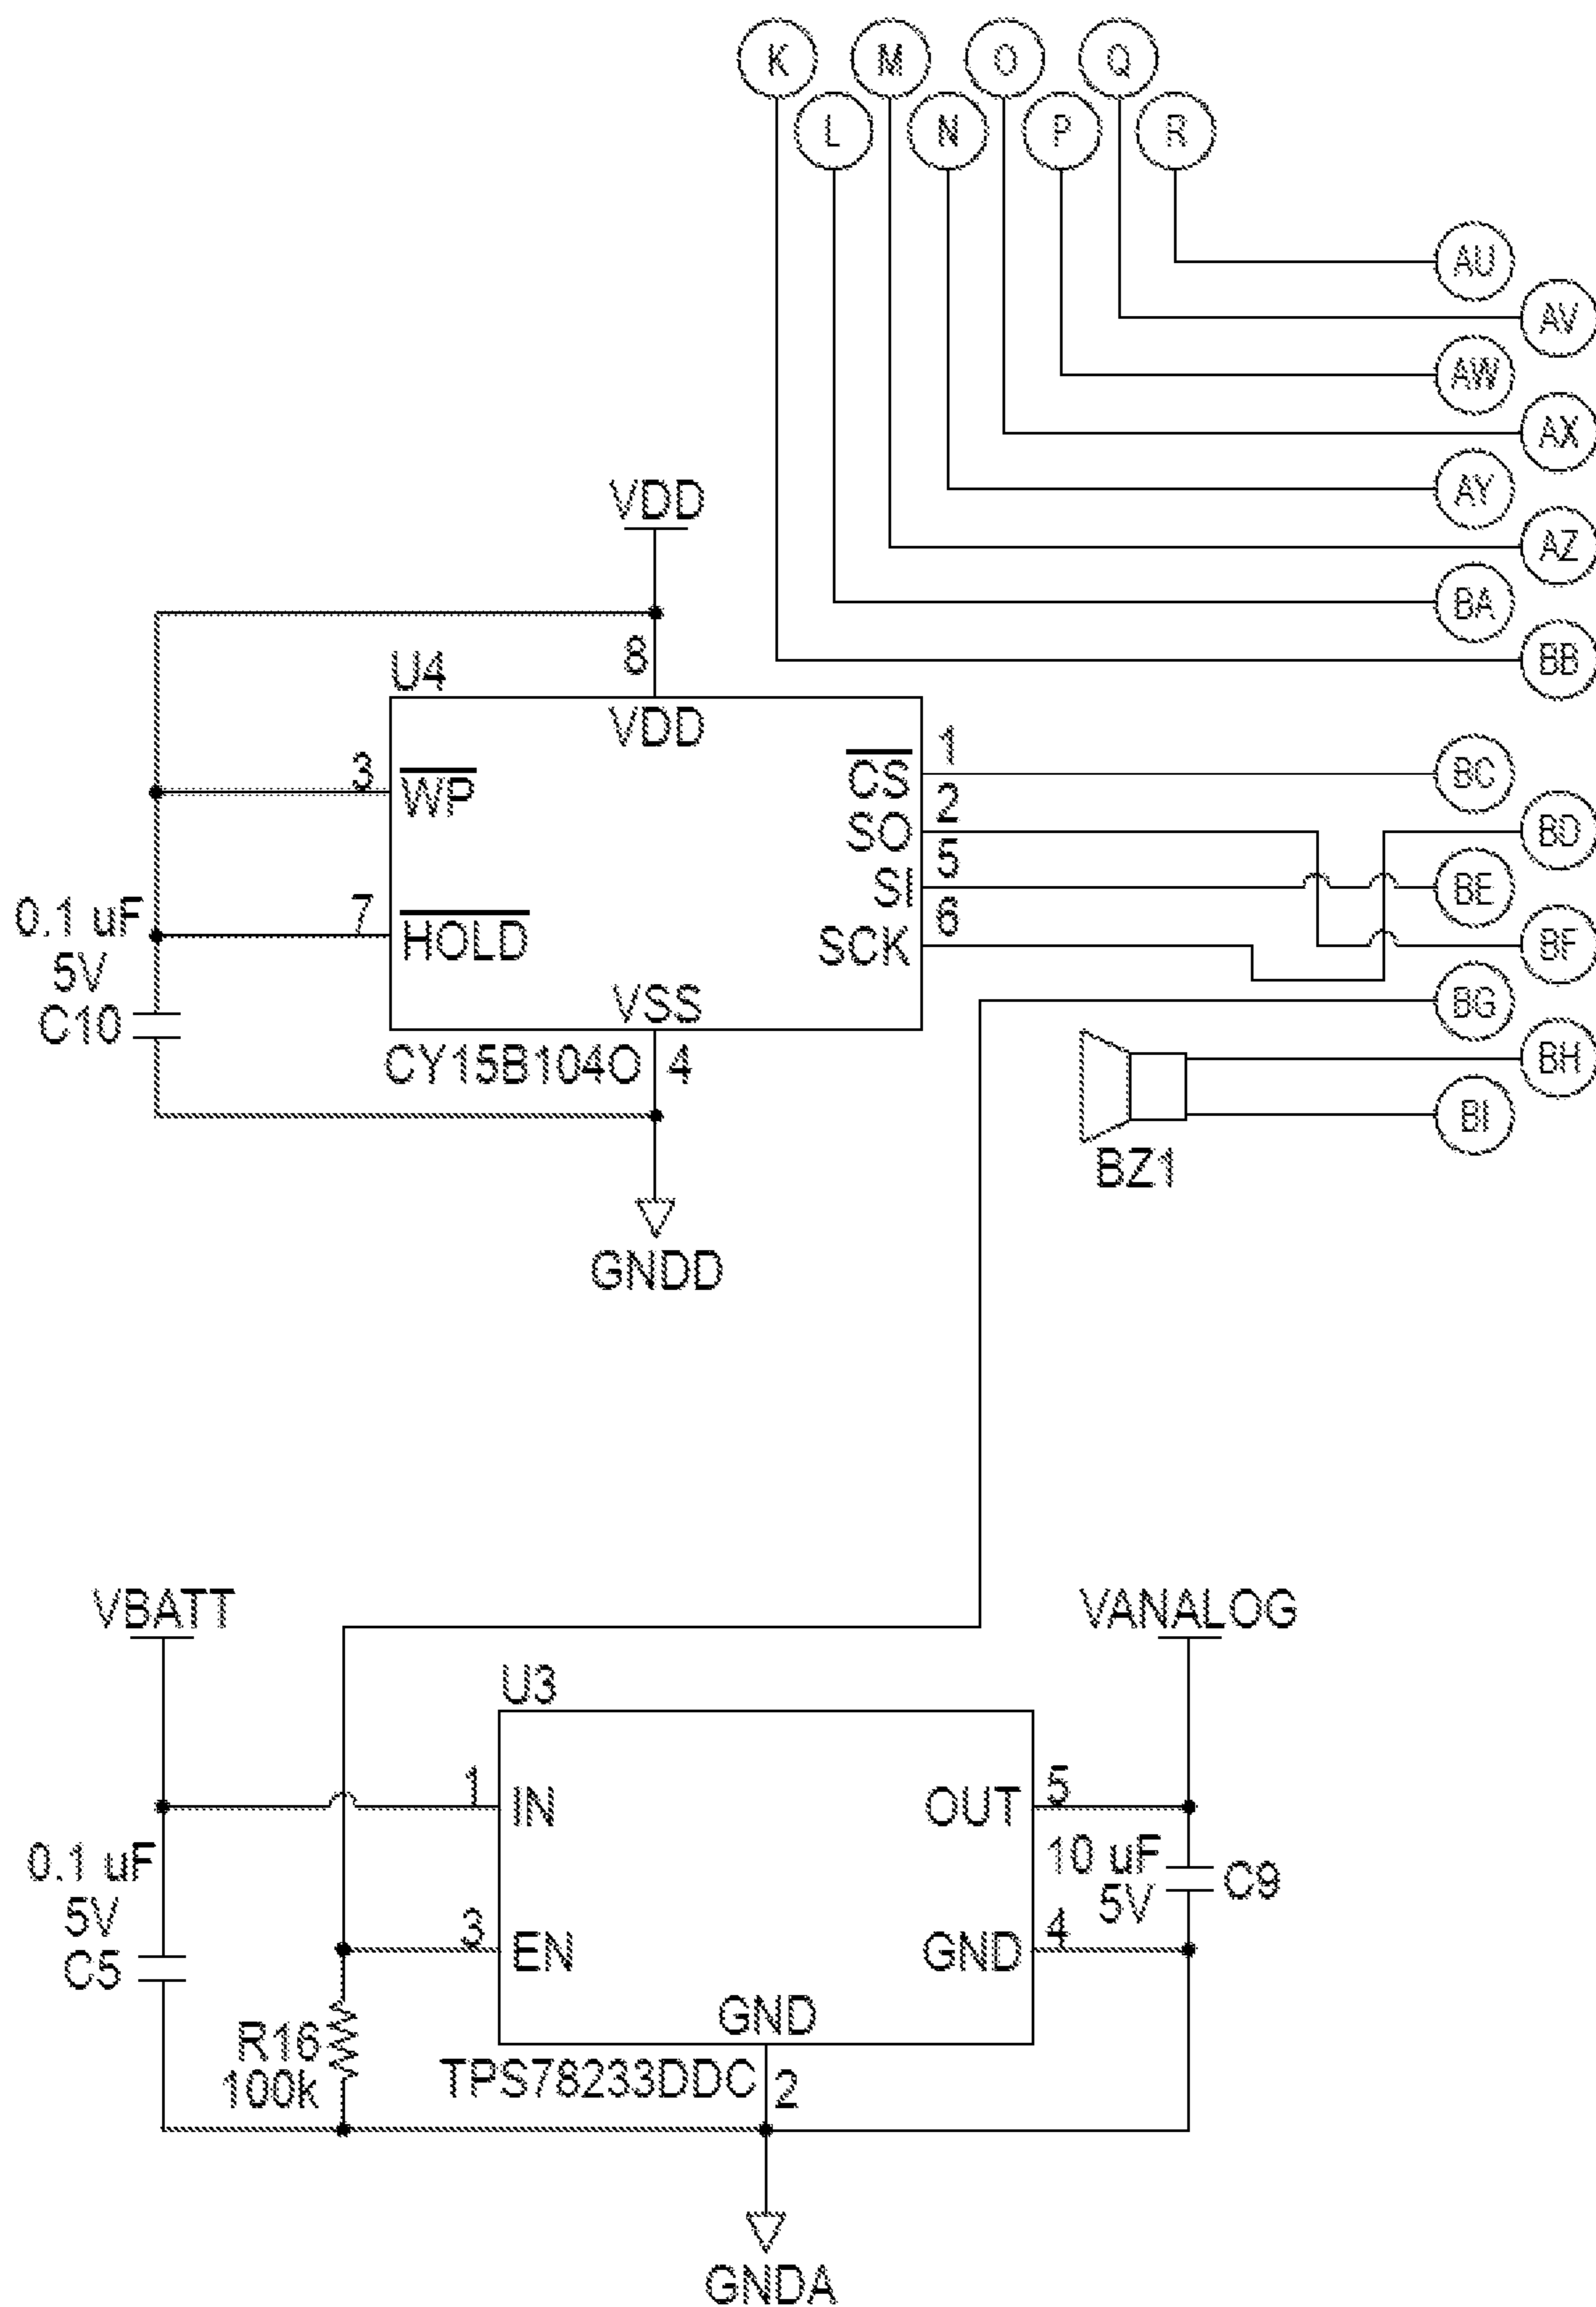 K M O Q
L N P R
AU
AV
AW
AX
AY
AZ
BA
BB
VDD
8
U4
VDD
3 WP
CS 1
BC
SO 2
BD
SI 5
BE
7 HOLD
SCK 6
BF
0.1 uF
5V
C10
VSS
BG
CY15B104O 4
BH
BI
BZ1
GNDD
VBATT
VANALOG
U3
1 IN
OUT 5
0.1 uF
5V
C5
10 uF
5V
C9
3 EN
GND 4
GND
R16
100k
TPS78233DDC 2
GNDA